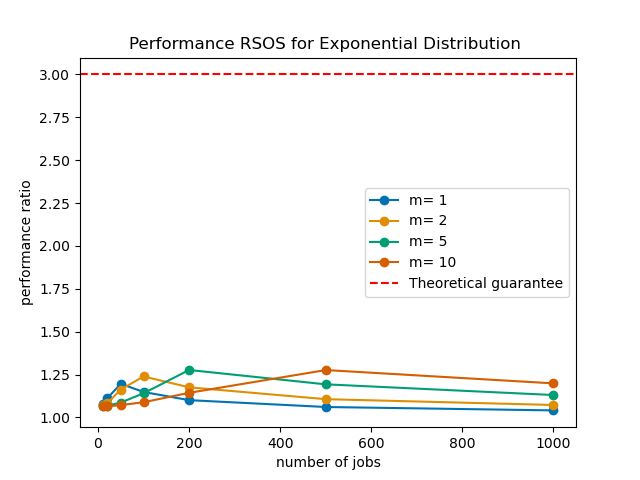 Performance RSOS for Exponential Distribution
performance ratio
3.00
2.75
2.50
2.25
2.00
1.75
1.50
1.25
1.00
m= 1
m= 2
m= 5
m= 10
Theoretical guarantee
0 200 400 600 800 1000
number of jobs